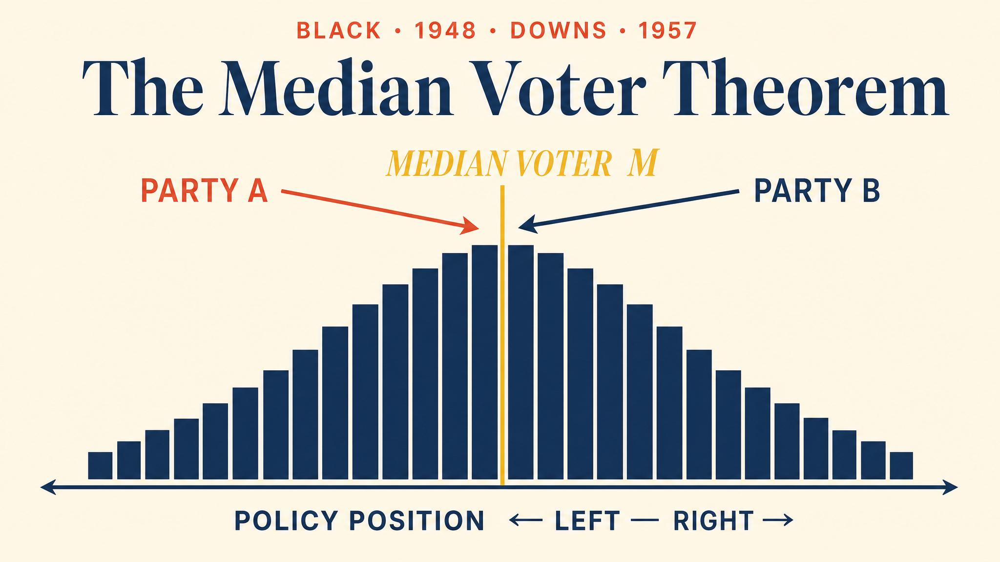 BLACK • 1948 • DOWNS • 1957
The Median Voter Theorem
MEDIAN VOTER M
PARTY A
PARTY B
POLICY POSITION ← LEFT — RIGHT →